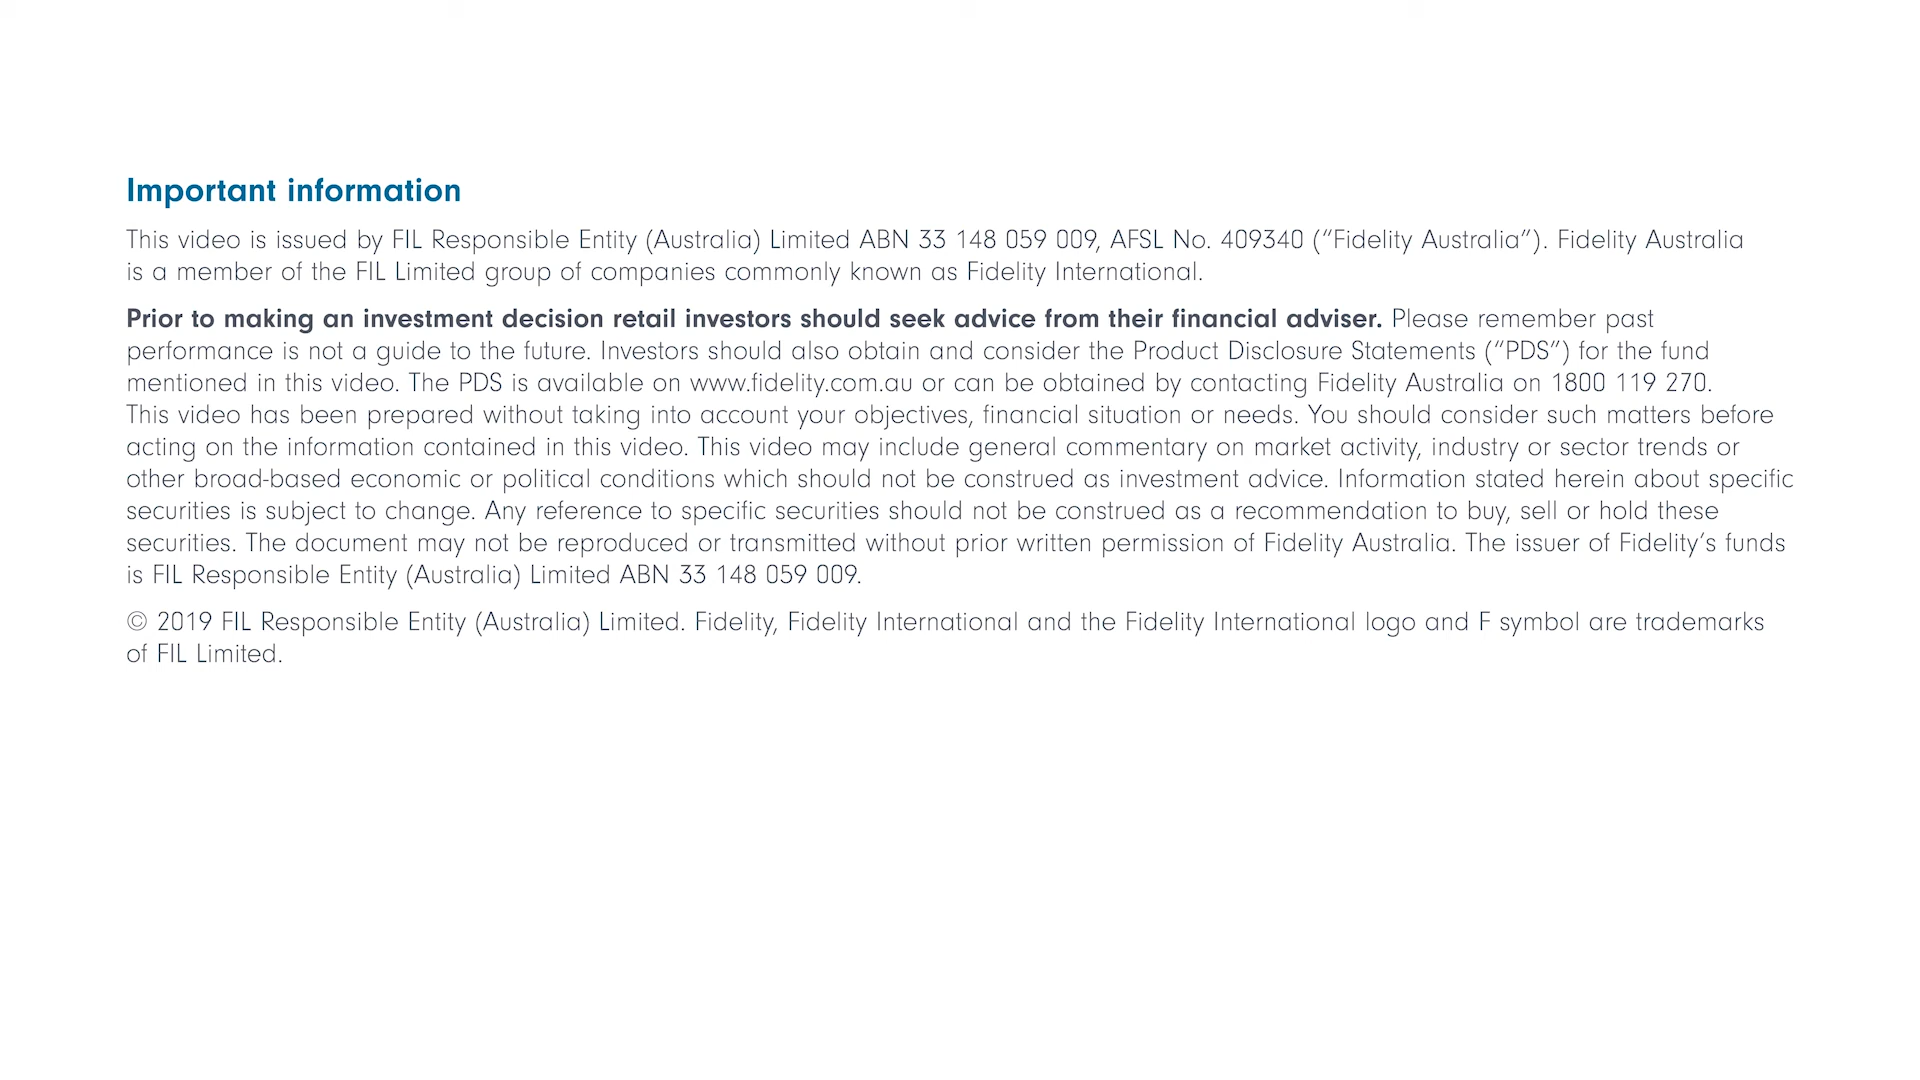 Important information
This video is issued by FIL Responsible Entity (Australia) Limited ABN 33 148 059 009, AFSL No. 409340 (“Fidelity Australia”). Fidelity Australia
is a member of the FIL Limited group of companies commonly known as Fidelity International.
Prior to making an investment decision retail investors should seek advice from their financial adviser. Please remember past
performance is not a guide to the future. Investors should also obtain and consider the Product Disclosure Statements (“PDS”) for the fund
mentioned in this video. The PDS is available on www.fidelity.com.au or can be obtained by contacting Fidelity Australia on 1800 119 270.
This video has been prepared without taking into account your objectives, financial situation or needs. You should consider such matters before
acting on the information contained in this video. This video may include general commentary on market activity, industry or sector trends or
other broad-based economic or political conditions which should not be construed as investment advice. Information stated herein about specific
securities is subject to change. Any reference to specific securities should not be construed as a recommendation to buy, sell or hold these
securities. The document may not be reproduced or transmitted without prior written permission of Fidelity Australia. The issuer of Fidelity’s funds
is FIL Responsible Entity (Australia) Limited ABN 33 148 059 009.
© 2019 FIL Responsible Entity (Australia) Limited. Fidelity, Fidelity International and the Fidelity International logo and F symbol are trademarks
of FIL Limited.